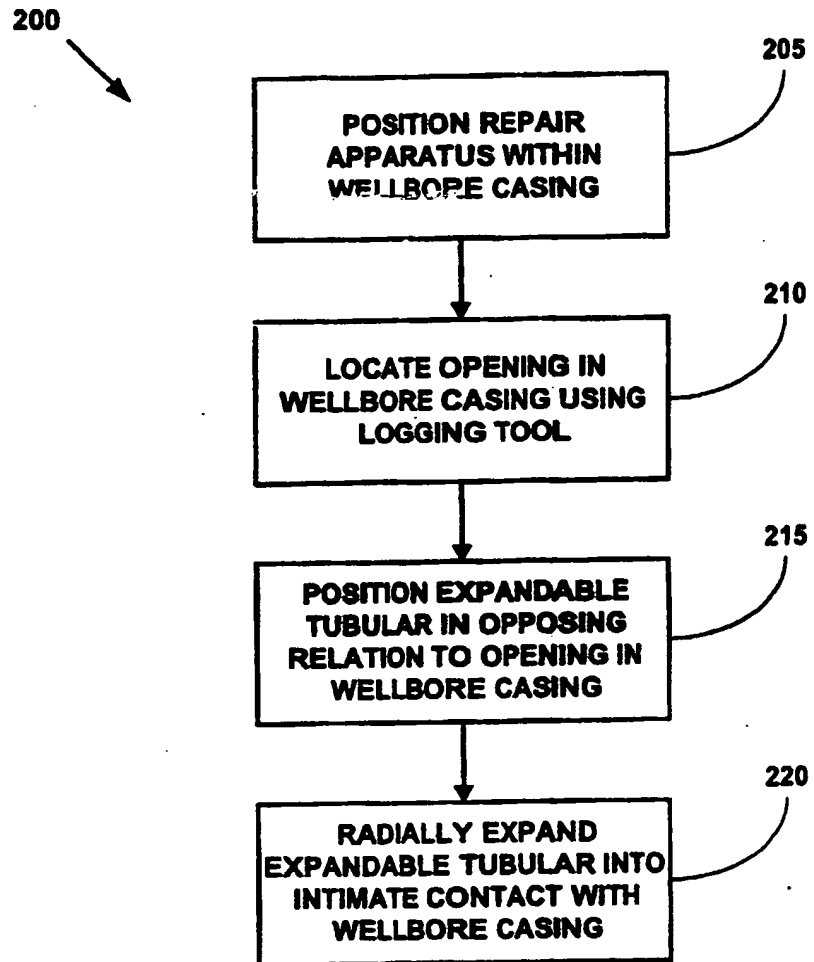 200
205
POSITION REPAIR
APPARATUS WITHIN
WELLBORE CASING
210
LOCATE OPENING IN
WELLBORE CASING USING
LOGGING TOOL
215
POSITION EXPANDABLE
TUBULAR IN OPPOSING
RELATION TO OPENING IN
WELLBORE CASING
220
RADIALLY EXPAND
EXPANDABLE TUBULAR INTO
INTIMATE CONTACT WITH
WELLBORE CASING